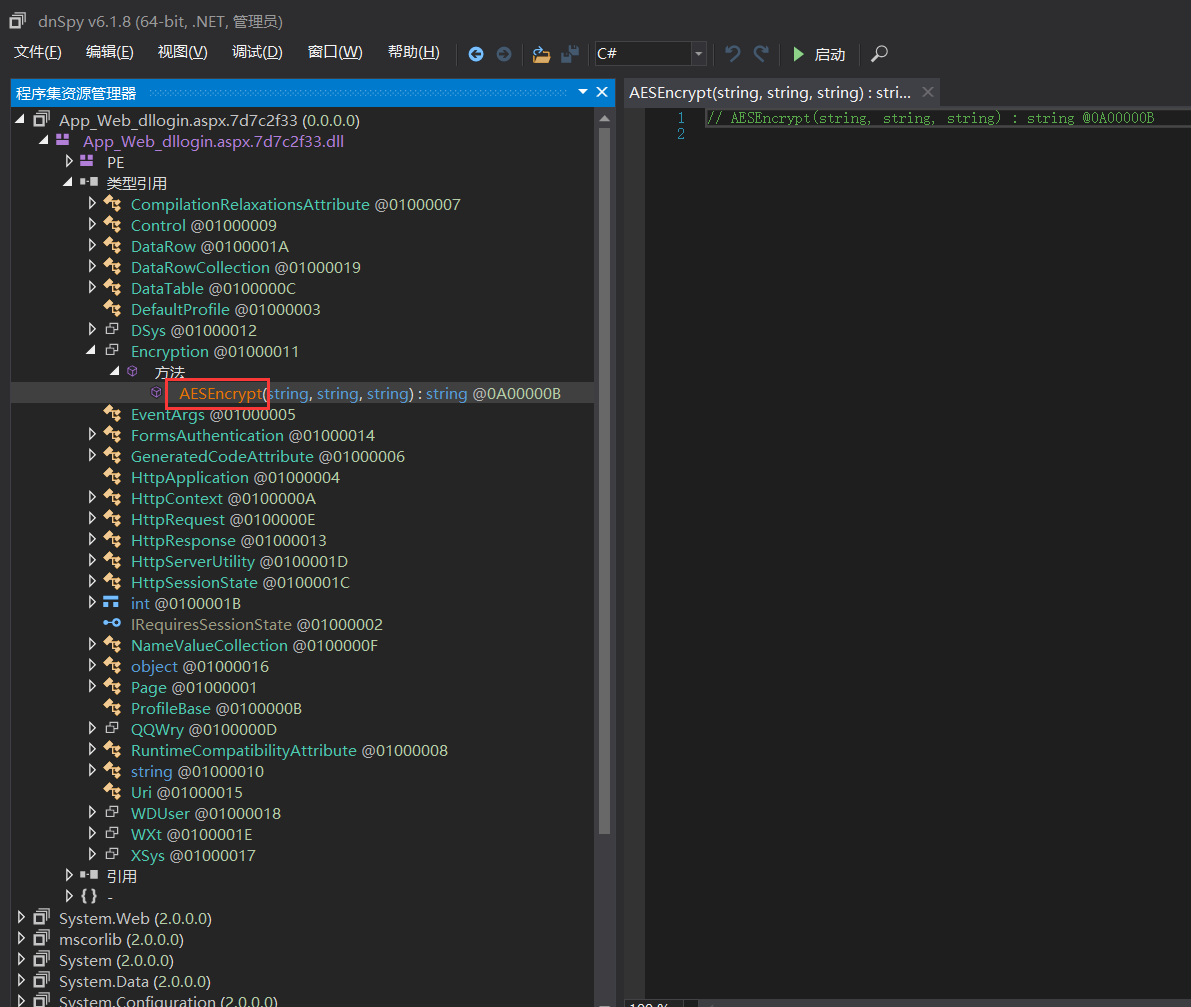 dnSpy v6.1.8 (64-bit, .NET, 管理员)
文件(F) 编辑(E) 视图(V) 调试(D) 窗口(W) 帮助(H) C# 启动
程序集资源管理器
AESEncrypt(string, string, string) : stri...
App_Web_dllogin.aspx.7d7c2f33 (0.0.0.0)
App_Web_dllogin.aspx.7d7c2f33.dll
PE
类型引用
CompilationRelaxationsAttribute @01000007
Control @01000009
DataRow @0100001A
DataRowCollection @01000019
DataTable @0100000C
DefaultProfile @01000003
DSys @01000012
Encryption @01000011
方法
AESEncrypt(string, string, string) : string @0A00000B
EventArgs @01000005
FormsAuthentication @01000014
GeneratedCodeAttribute @01000006
HttpApplication @01000004
HttpContext @0100000A
HttpRequest @0100000E
HttpResponse @01000013
HttpServerUtility @0100001D
HttpSessionState @0100001C
int @0100001B
IRequiresSessionState @01000002
NameValueCollection @0100000F
object @01000016
Page @01000001
ProfileBase @0100000B
QQWry @0100000D
RuntimeCompatibilityAttribute @01000008
string @01000010
Uri @01000015
WDUser @01000018
WXt @0100001E
XSys @01000017
引用
{ } -
System.Web (2.0.0.0)
mscorlib (2.0.0.0)
System (2.0.0.0)
System.Data (2.0.0.0)
System.Configuration (2.0.0.0)
1 // AESEncrypt(string, string, string) : string @0A00000B
2
100 %